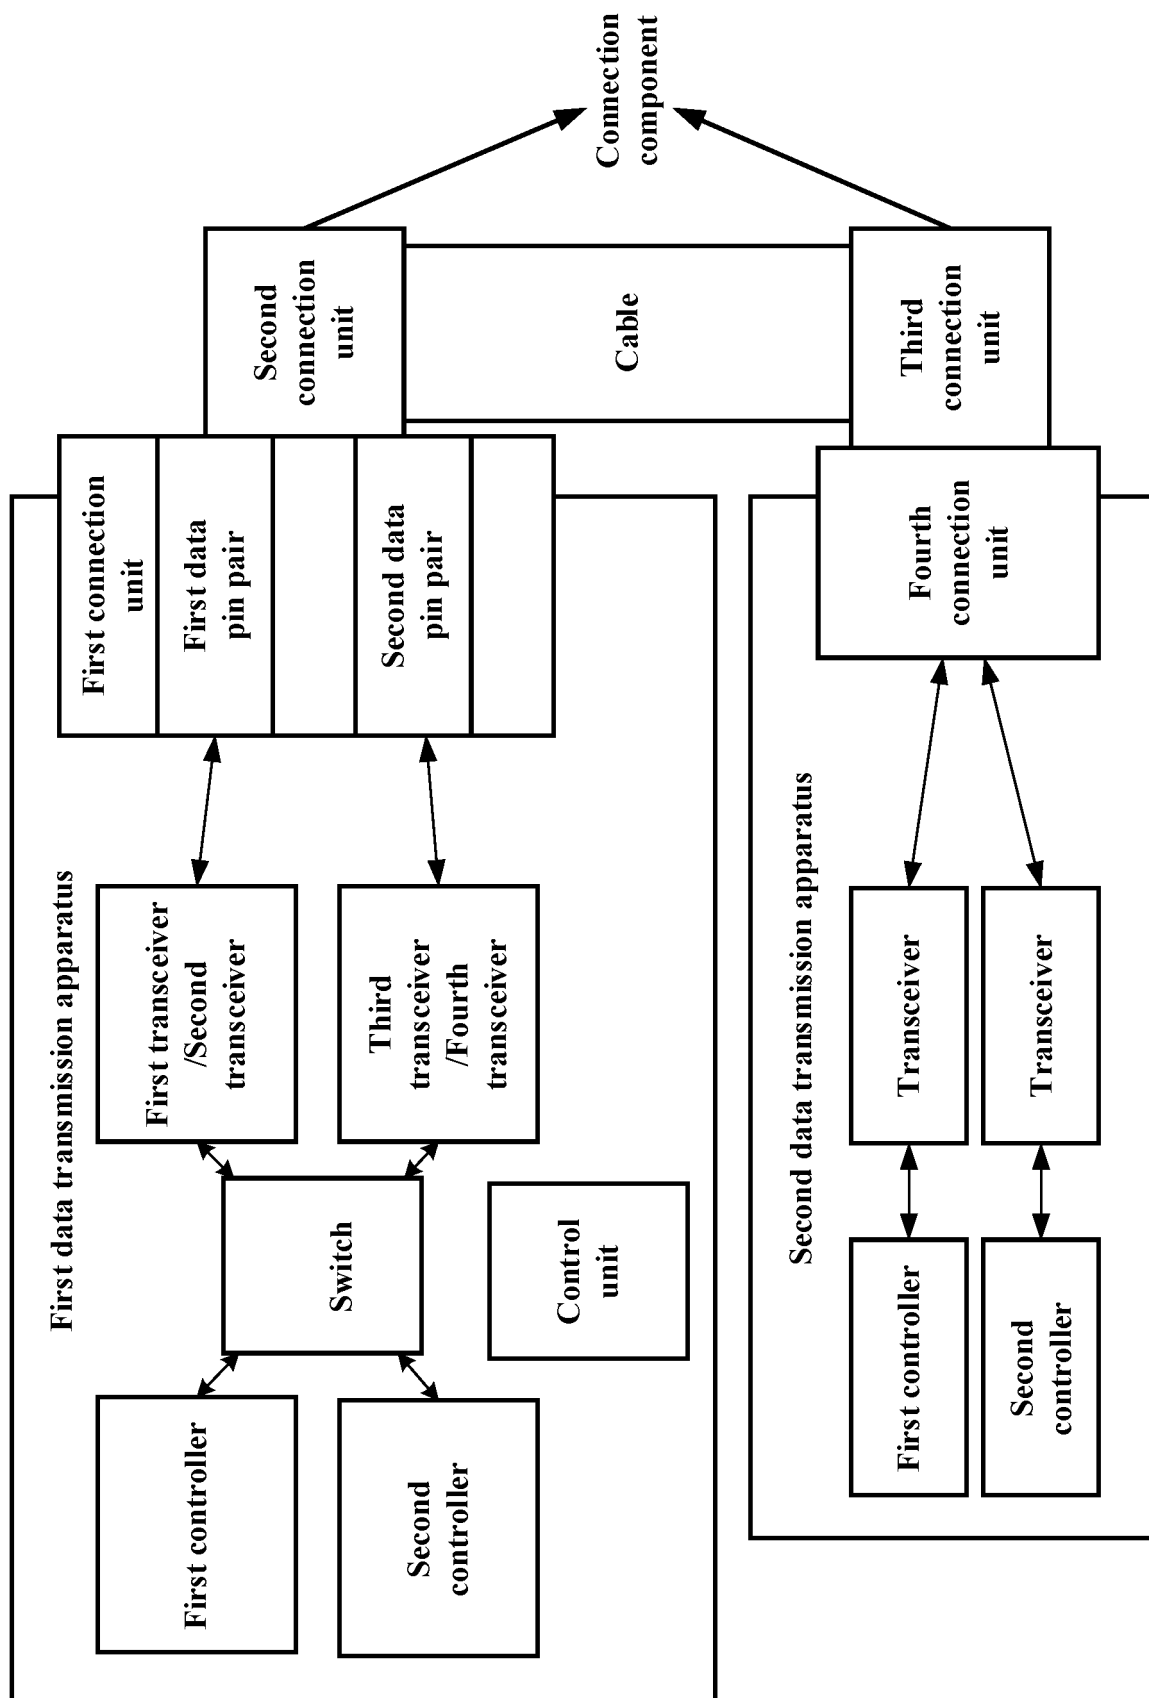 First data transmission apparatus
First controller
Second
controller
Switch
Control
unit
First transceiver
/Second
transceiver
Third
transceiver
/Fourth
transceiver
First connection
unit
First data
pin pair
Second data
pin pair
Second
connection
unit
Cable
Connection
component
Second data transmission apparatus
First controller
Second
controller
Transceiver
Transceiver
Fourth
connection
unit
Third
connection
unit